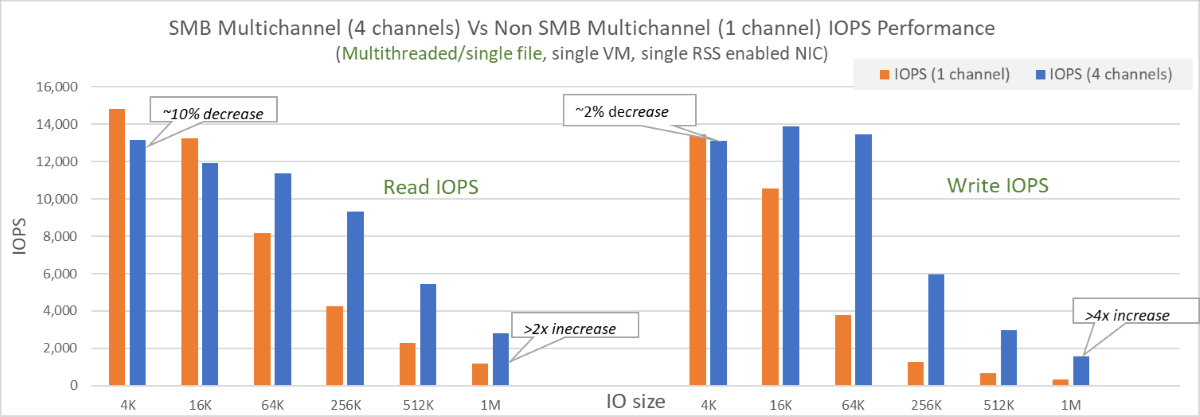 SMB Multichannel (4 channels) Vs Non SMB Multichannel (1 channel) IOPS Performance
(Multithreaded/single file, single VM, single RSS enabled NIC)
IOPS (1 channel) IOPS (4 channels)
16,000
14,000
12,000
10,000
8,000
6,000
4,000
2,000
0
IOPS
~10% decrease
Read IOPS
>2x inecrease
~2% decrease
Write IOPS
>4x increase
4K 16K 64K 256K 512K 1M IO size 4K 16K 64K 256K 512K 1M